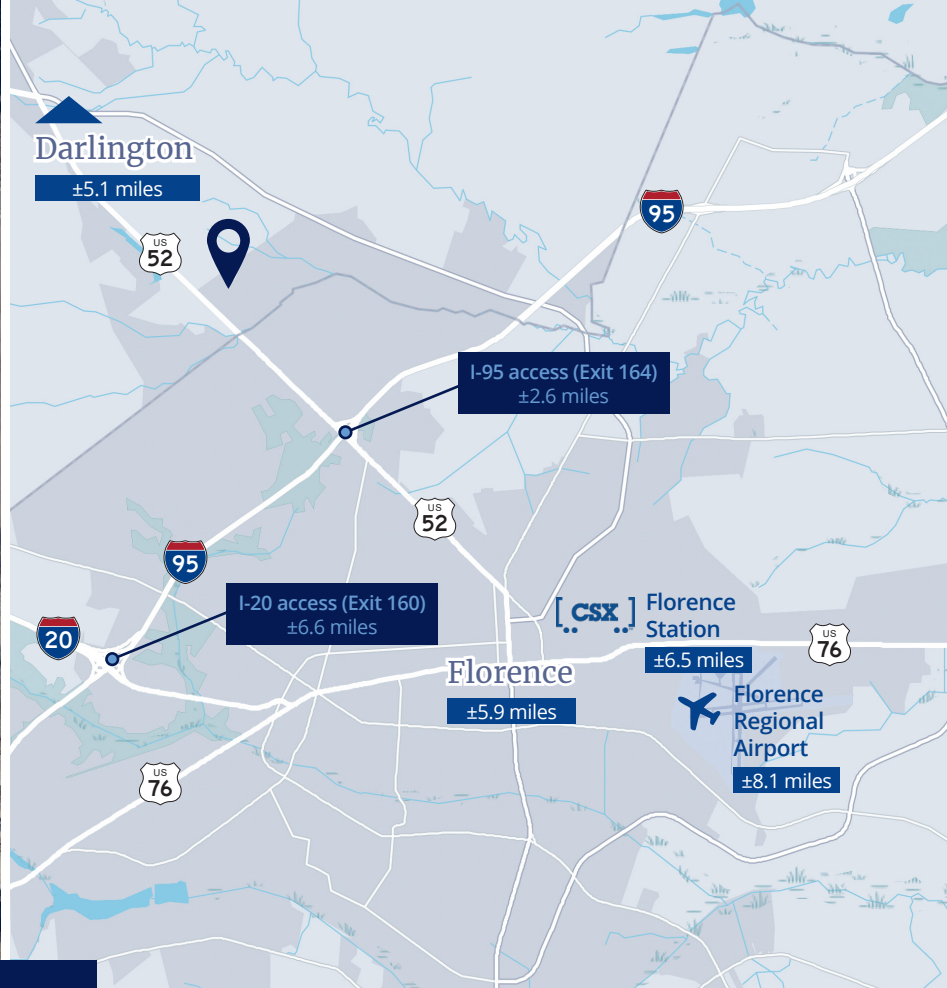 Darlington
±5.1 miles
US
52
95
I-95 access (Exit 164)
±2.6 miles
US
52
95
I-20 access (Exit 160)
±6.6 miles
20
CSX
Florence
Station
±6.5 miles
US
76
Florence
±5.9 miles
Florence
Regional
Airport
±8.1 miles
US
76